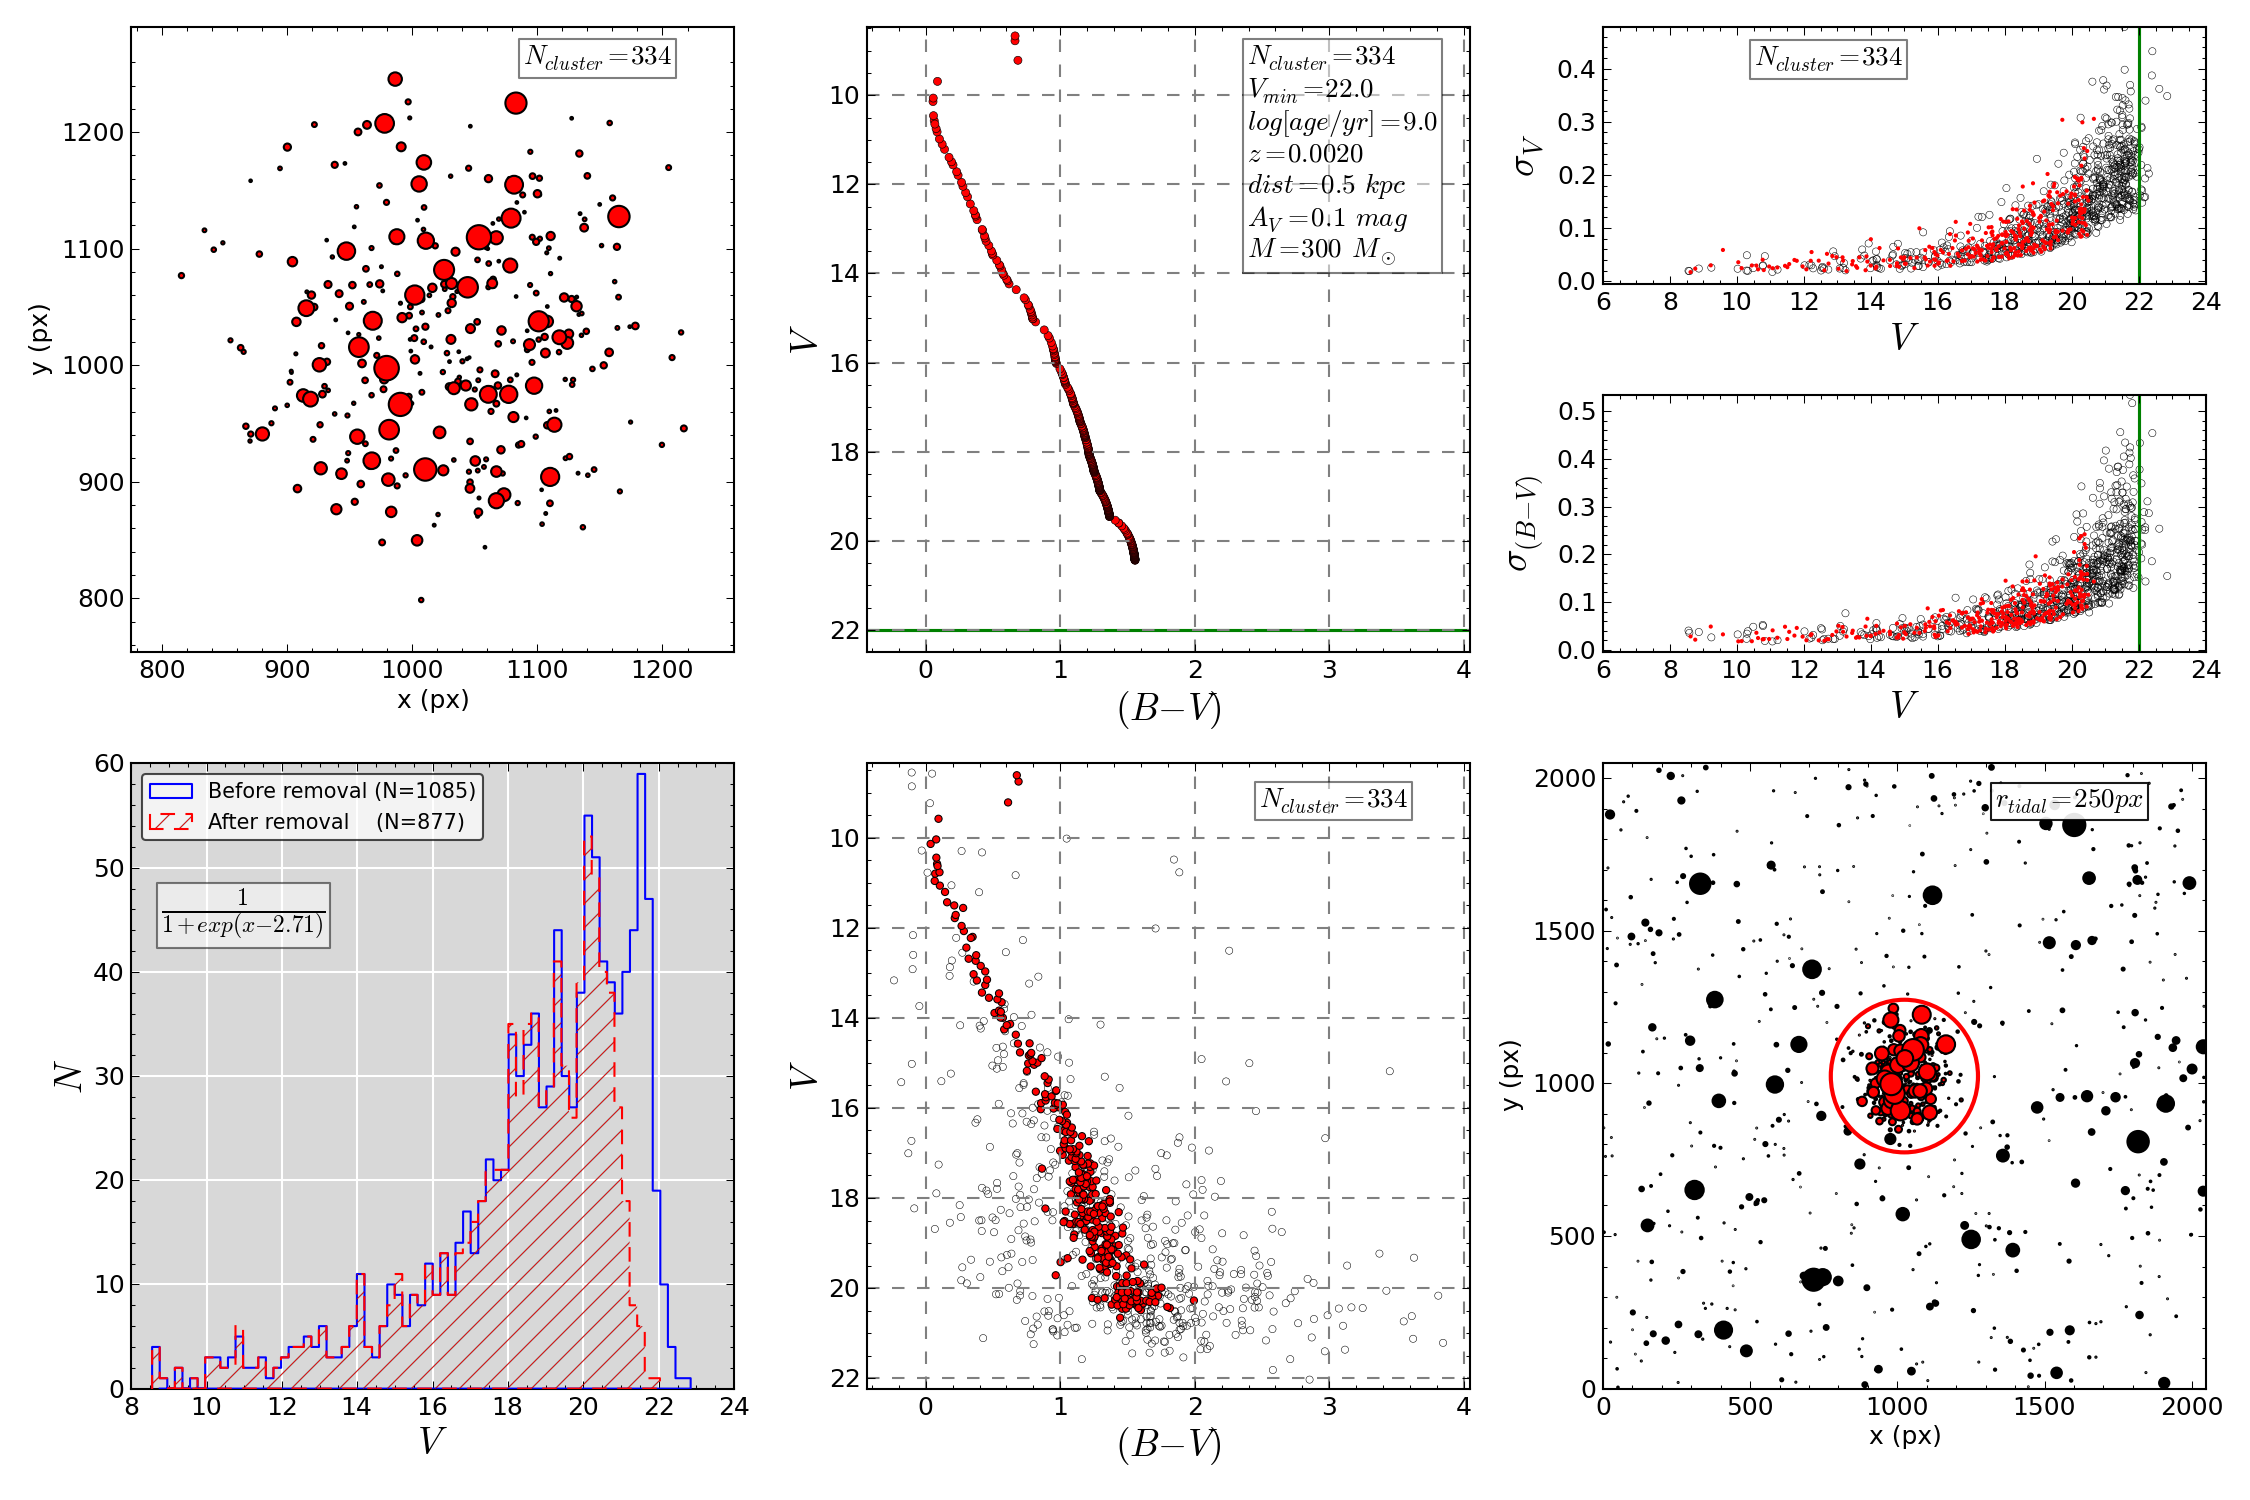 N_cluster=334
1200
1100
1000
900
800
y (px)
800 900 1000 1100 1200
x (px)
N_cluster=334
V_min=22.0
log[age/yr]=9.0
z=0.0020
dist=0.5 kpc
A_V=0.1 mag
M=300 M_⊙
10
12
14
16
18
20
22
V
0 1 2 3 4
(B−V)
N_cluster=334
0.4
0.3
0.2
0.1
0.0
σ_V
6 8 10 12 14 16 18 20 22 24
V
0.5
0.4
0.3
0.2
0.1
0.0
σ_(B−V)
6 8 10 12 14 16 18 20 22 24
V
Before removal (N=1085)
After removal (N=877)
1
1+exp(x−2.71)
60
50
40
30
20
10
0
N
8 10 12 14 16 18 20 22 24
V
N_cluster=334
10
12
14
16
18
20
22
V
0 1 2 3 4
(B−V)
r_tidal=250px
2000
1500
1000
500
0
y (px)
0 500 1000 1500 2000
x (px)